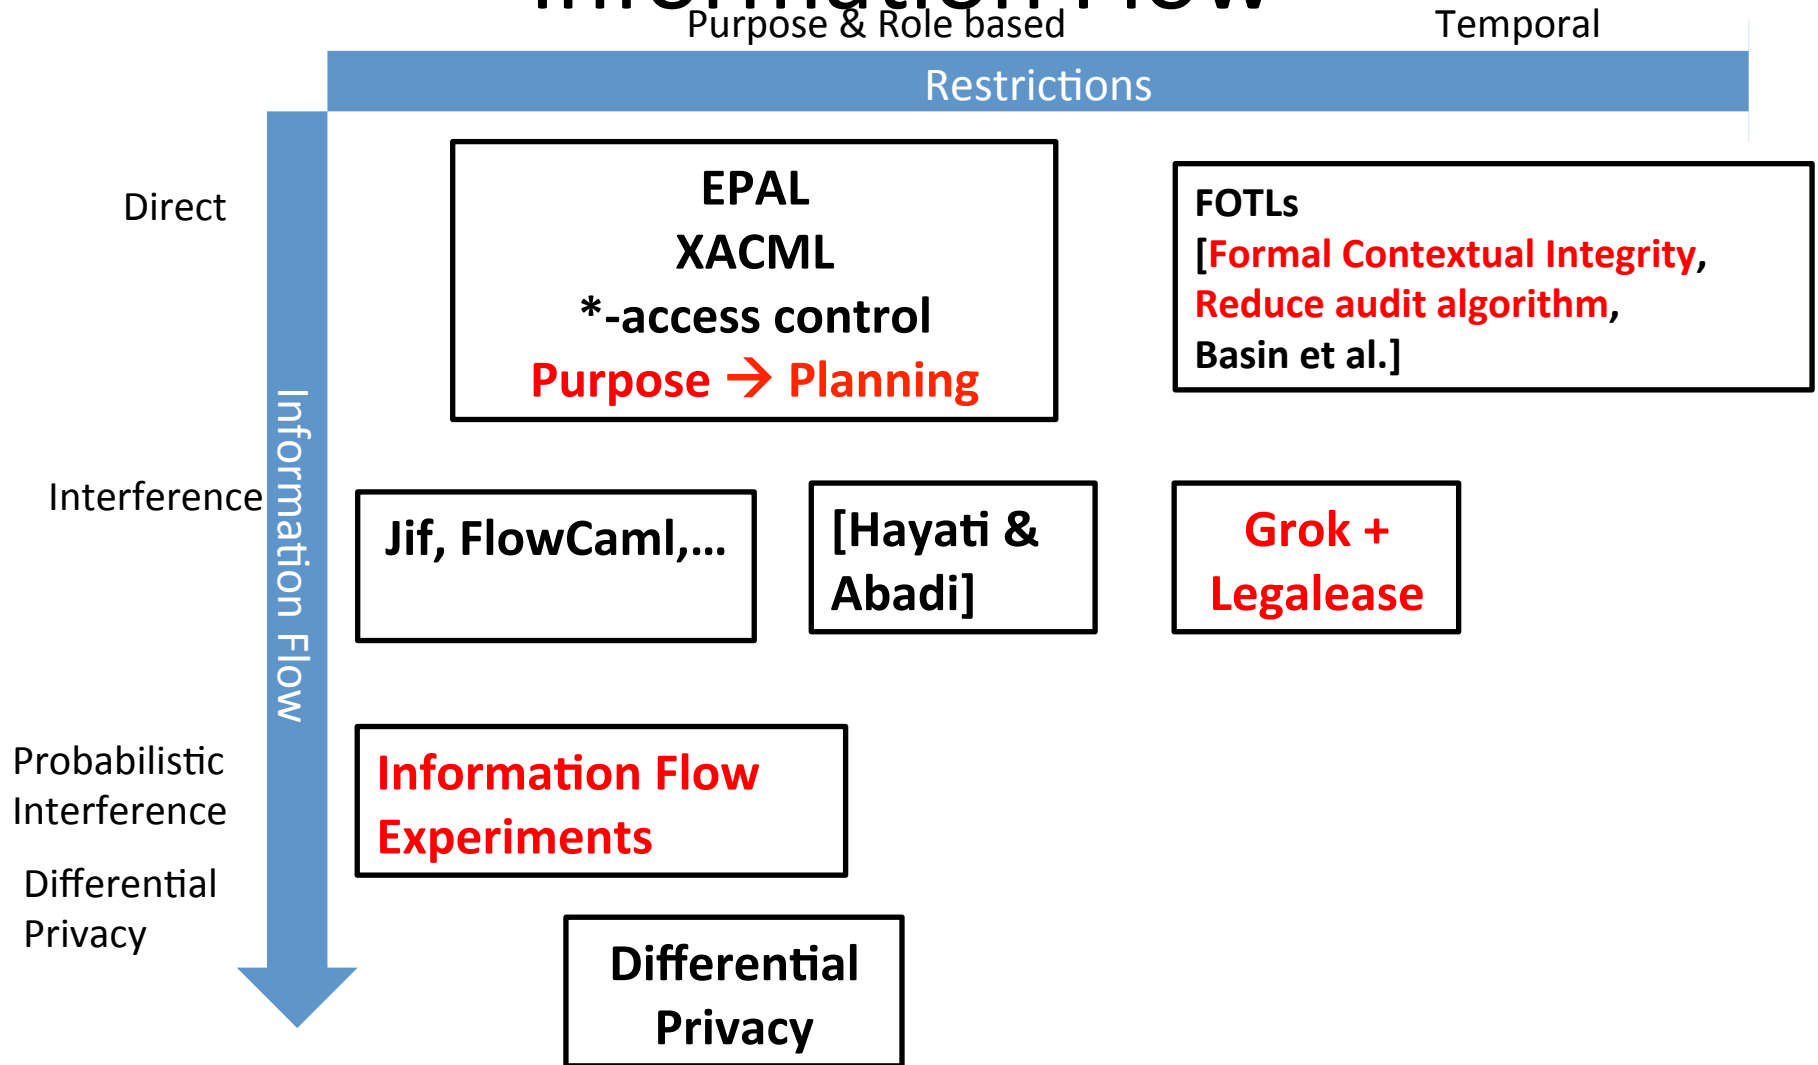 Information Flow
Purpose & Role based
Temporal
Restrictions
Information Flow
Direct
EPAL
XACML
*-access control
Purpose → Planning
FOTLs
[Formal Contextual Integrity,
Reduce audit algorithm,
Basin et al.]
Interference
Jif, FlowCaml,...
[Hayati &
Abadi]
Grok +
Legalease
Probabilistic
Interference
Information Flow
Experiments
Differential
Privacy
Differential
Privacy